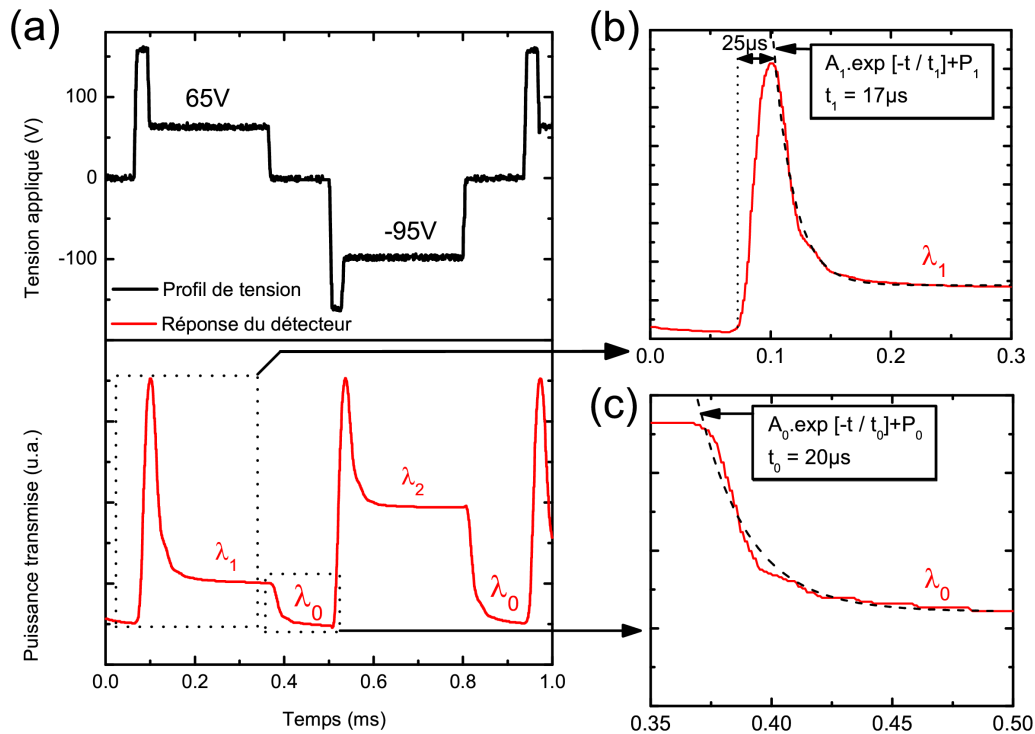 (a)
Tension appliqué (V)
100
0
-100
65V
-95V
Profil de tension
Réponse du détecteur
Puissance transmise (u.a.)
λ1
λ0
λ2
λ0
0.0 0.2 0.4 0.6 0.8 1.0
Temps (ms)
(b)
25µs
A1.exp [-t / t1]+P1
t1 = 17µs
λ1
0.0 0.1 0.2 0.3
(c)
A0.exp [-t / t0]+P0
t0 = 20µs
λ0
0.35 0.40 0.45 0.50